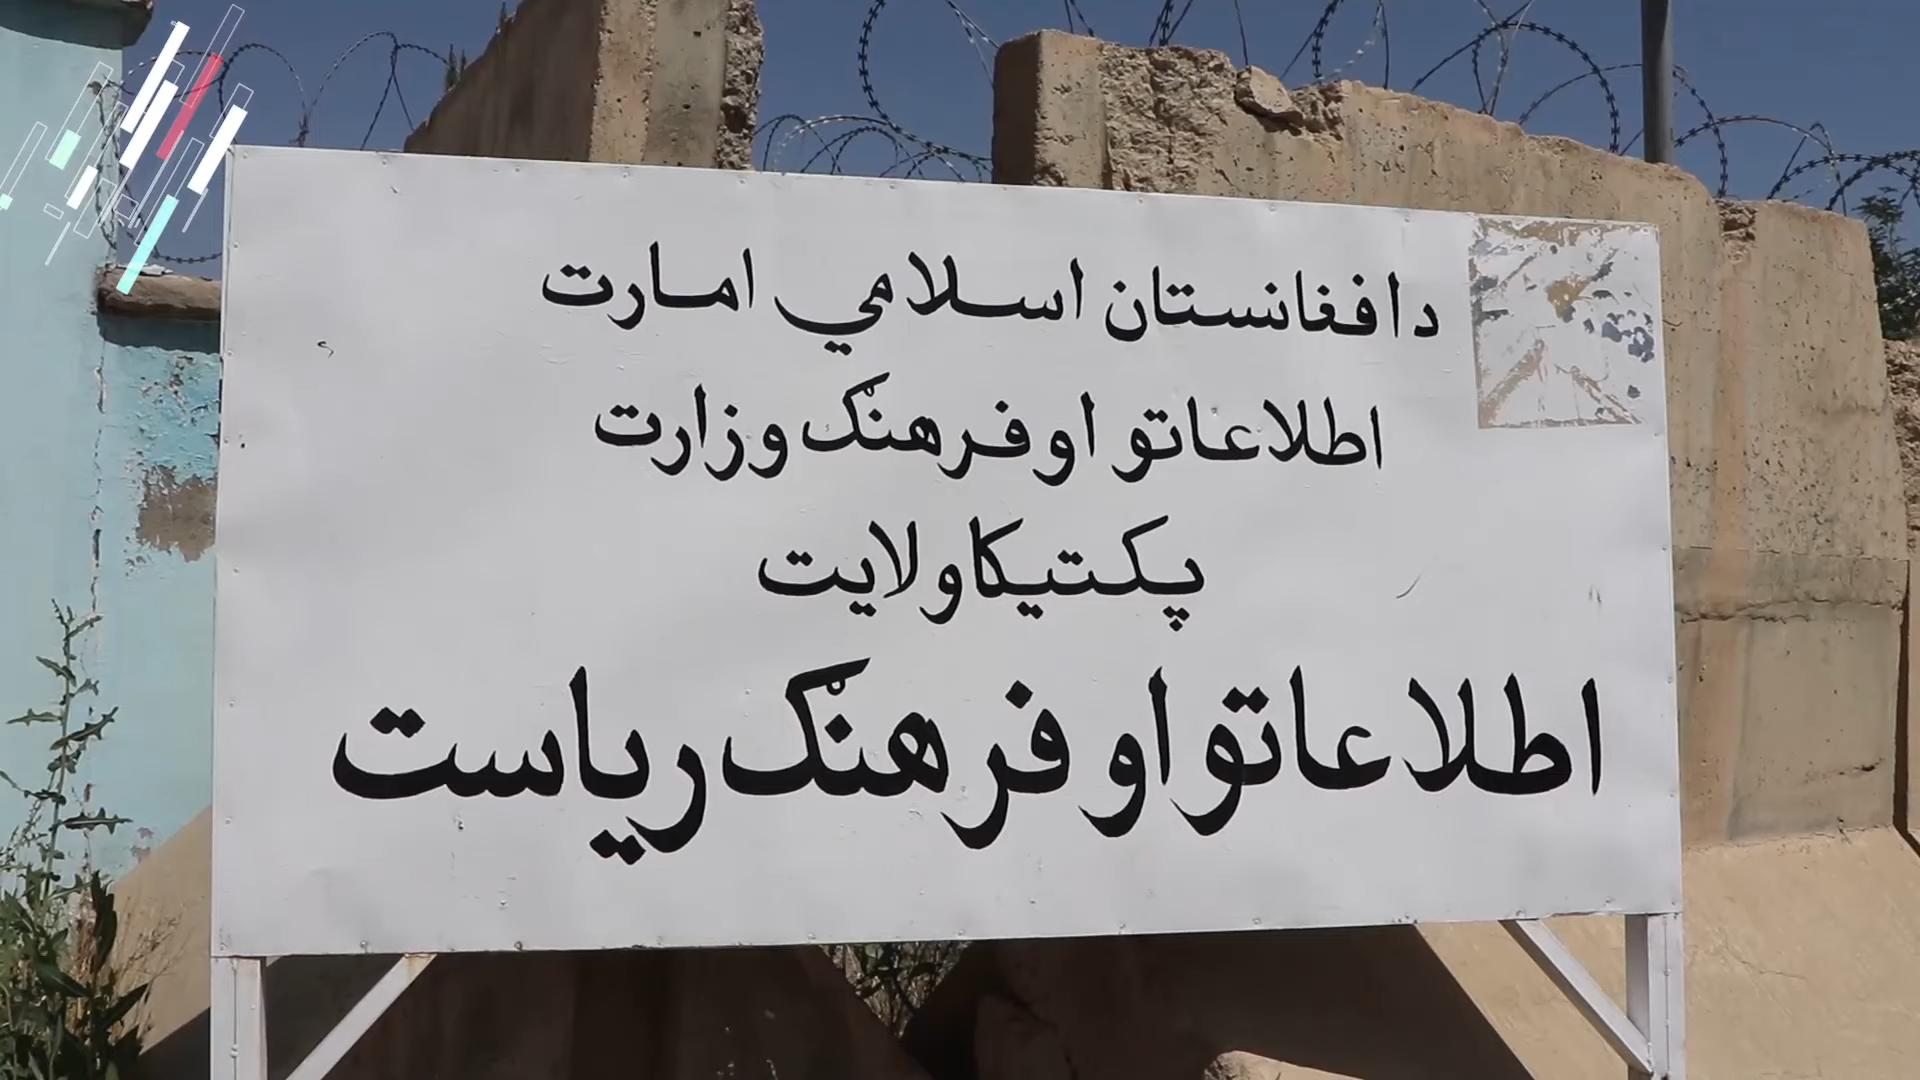 د افغانستان اسلامي امارت
اطلاعاتو او فرهنګ وزارت
پکتیکا ولایت
اطلاعاتو او فرهنګ ریاست